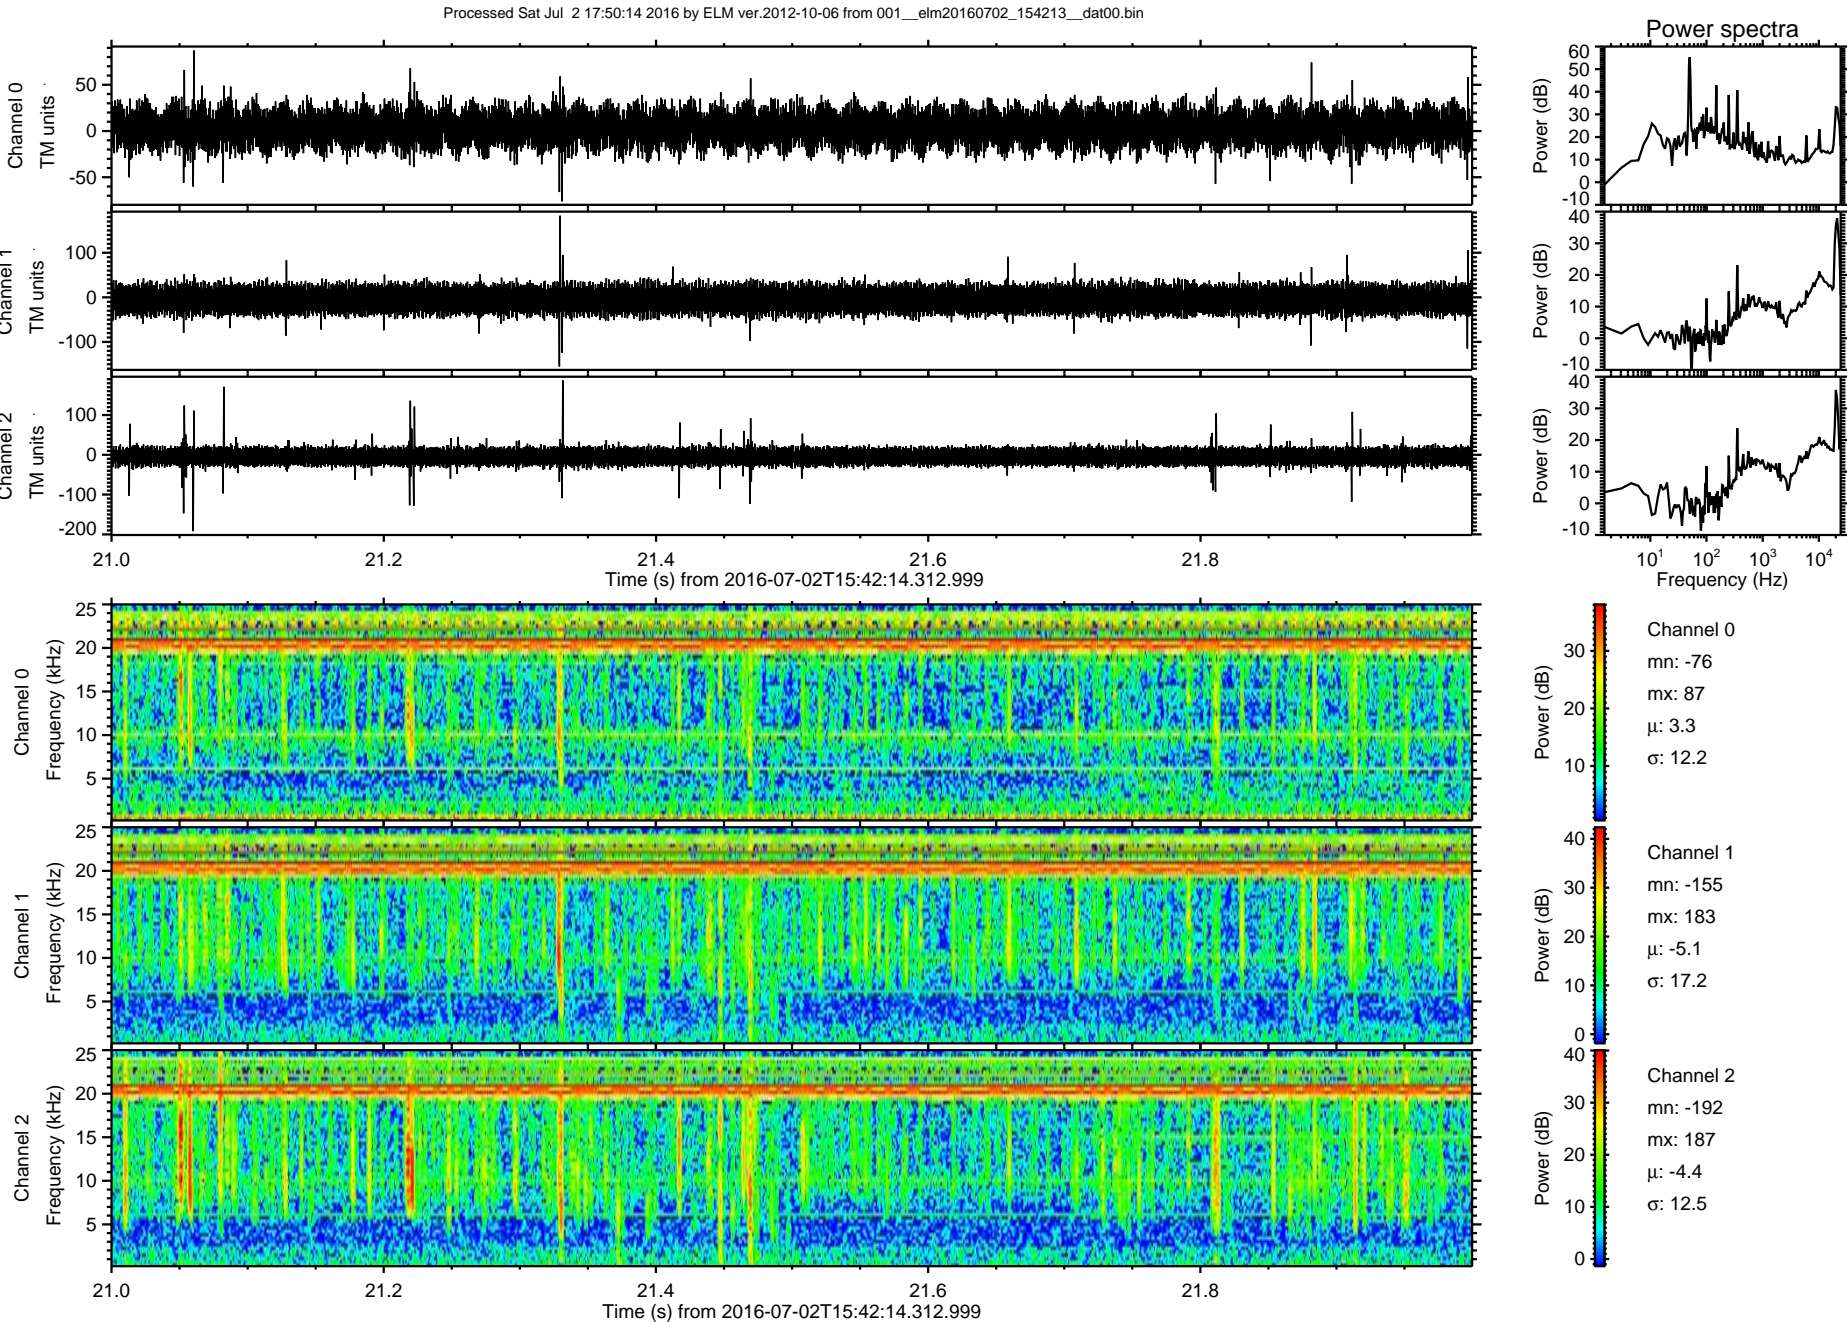 Processed Sat Jul 2 17:50:14 2016 by ELM ver.2012-10-06 from 001__elm20160702_154213__dat00.bin
Power spectra
Channel 0
TM units
50
0
-50
Power (dB)
60
50
40
30
20
10
0
-10
Channel 1
TM units
100
0
-100
Power (dB)
40
30
20
10
0
-10
Channel 2
TM units
100
0
-100
-200
Power (dB)
40
30
20
10
0
-10
21.0 21.2 21.4 21.6 21.8
Time (s) from 2016-07-02T15:42:14.312.999
10¹ 10² 10³ 10⁴
Frequency (Hz)
Channel 0
Frequency (kHz)
25
20
15
10
5
Power (dB)
30
20
10
Channel 0
mn: -76
mx: 87
μ: 3.3
σ: 12.2
Channel 1
Frequency (kHz)
25
20
15
10
5
Power (dB)
40
30
20
10
0
Channel 1
mn: -155
mx: 183
μ: -5.1
σ: 17.2
Channel 2
Frequency (kHz)
25
20
15
10
5
Power (dB)
40
30
20
10
0
Channel 2
mn: -192
mx: 187
μ: -4.4
σ: 12.5
21.0 21.2 21.4 21.6 21.8
Time (s) from 2016-07-02T15:42:14.312.999